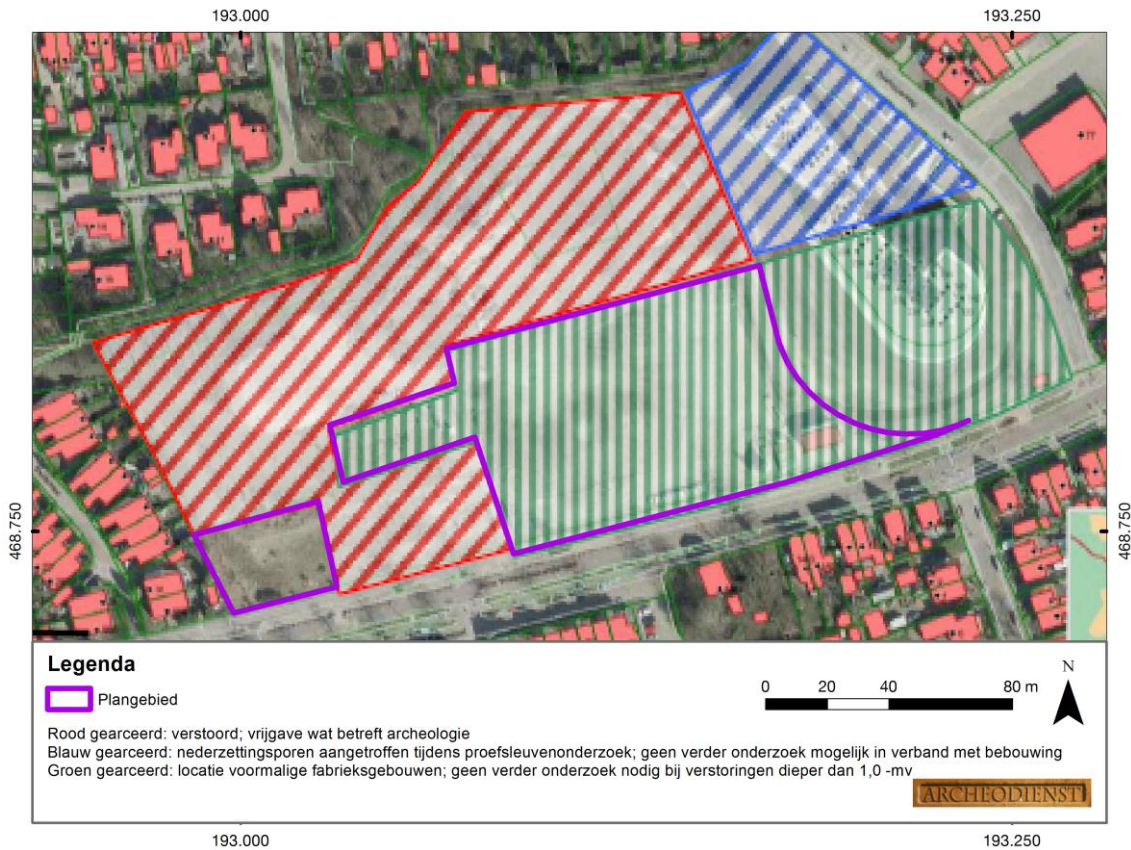 193.000 193.250
468.750 468.750
Legenda
Plangebied
N
0 20 40 80 m
Rood gearceerd: verstoord; vrijgave wat betreft archeologie
Blauw gearceerd: nederzettingsporen aangetroffen tijdens proefsleuvenonderzoek; geen verder onderzoek mogelijk in verband met bebouwing
Groen gearceerd: locatie voormalige fabrieksgebouwen; geen verder onderzoek nodig bij verstoringen dieper dan 1,0 -mv
ARCHEODIENST
193.000 193.250